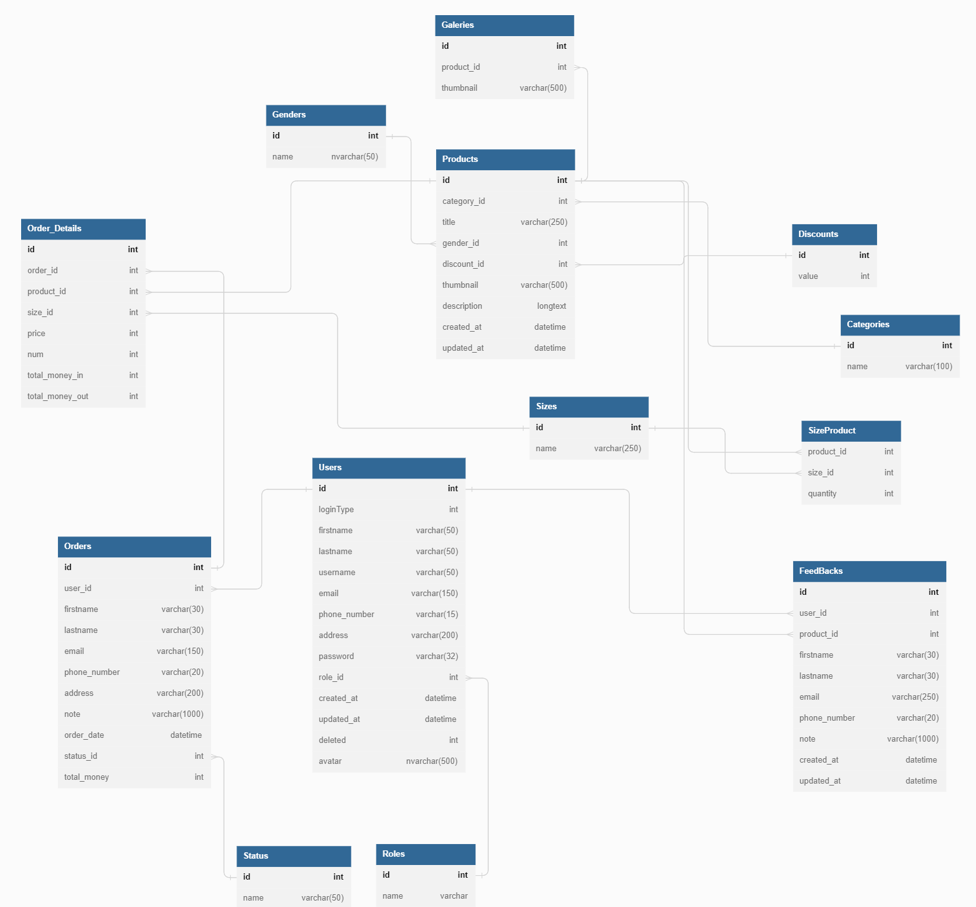 Galeries
id int
product_id int
thumbnail varchar(500)
Genders
id int
name nvarchar(50)
Products
id int
category_id int
title varchar(250)
gender_id int
discount_id int
thumbnail varchar(500)
description longtext
created_at datetime
updated_at datetime
Order_Details
id int
order_id int
product_id int
size_id int
price int
num int
total_money_in int
total_money_out int
Discounts
id int
value int
Categories
id int
name varchar(100)
Sizes
id int
name varchar(250)
SizeProduct
product_id int
size_id int
quantity int
Users
id int
loginType int
firstname varchar(50)
lastname varchar(50)
username varchar(50)
email varchar(150)
phone_number varchar(15)
address varchar(200)
password varchar(32)
role_id int
created_at datetime
updated_at datetime
deleted int
avatar nvarchar(500)
Orders
id int
user_id int
firstname varchar(30)
lastname varchar(30)
email varchar(150)
phone_number varchar(20)
address varchar(200)
note varchar(1000)
order_date datetime
status_id int
total_money int
FeedBacks
id int
user_id int
product_id int
firstname varchar(30)
lastname varchar(30)
email varchar(250)
phone_number varchar(20)
note varchar(1000)
created_at datetime
updated_at datetime
Status
id int
name varchar(50)
Roles
id int
name varchar